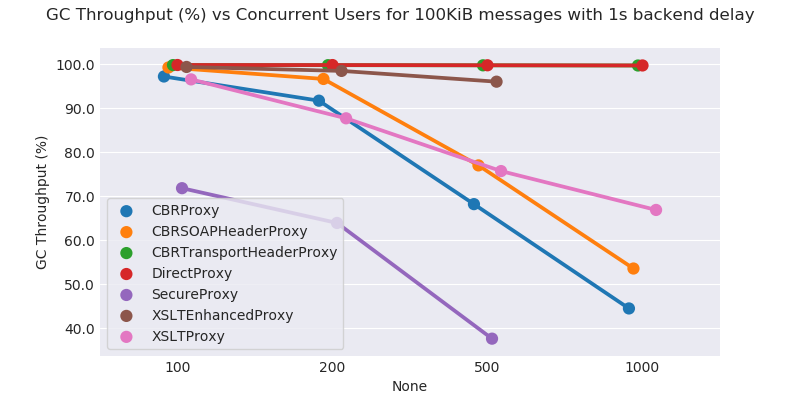 GC Throughput (%) vs Concurrent Users for 100KiB messages with 1s backend delay
GC Throughput (%)
100.0
90.0
80.0
70.0
60.0
50.0
40.0
CBRProxy
CBRSOAPHeaderProxy
CBRTransportHeaderProxy
DirectProxy
SecureProxy
XSLTEnhancedProxy
XSLTProxy
100
200
500
1000
None